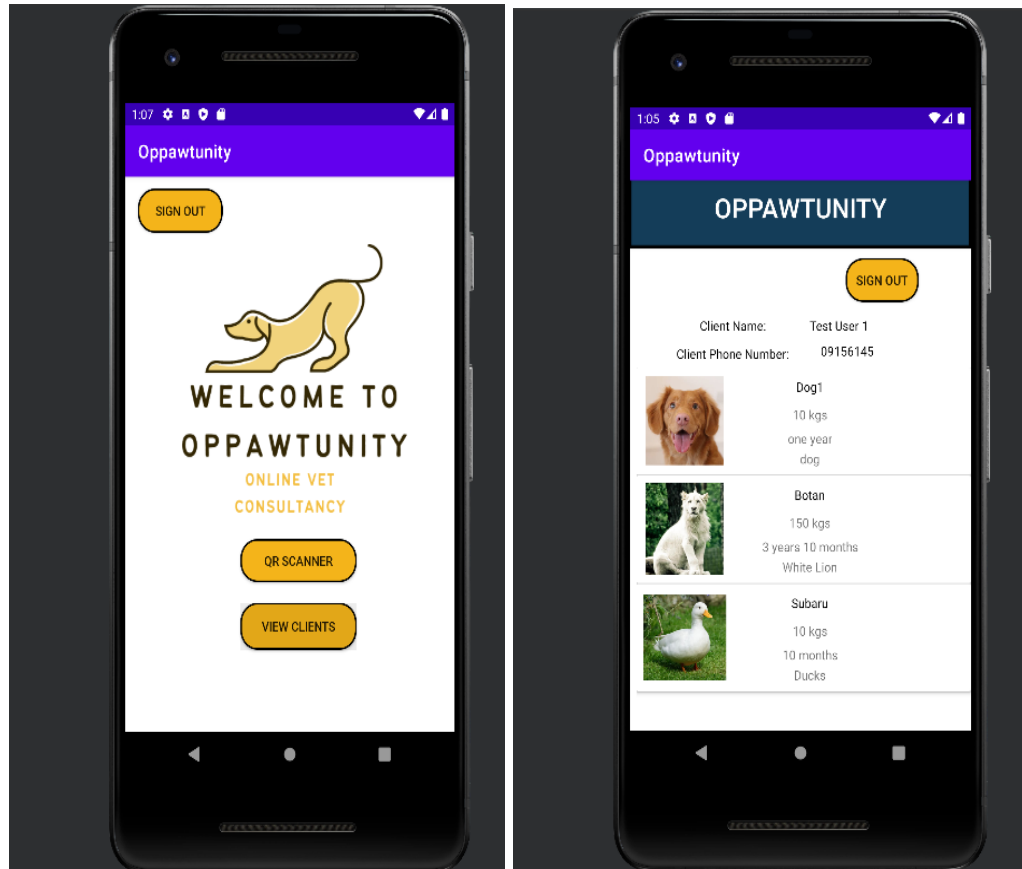 1:07
Oppawtunity
SIGN OUT
WELCOME TO
OPPAWTUNITY
ONLINE VET
CONSULTANCY
QR SCANNER
VIEW CLIENTS
1:05
Oppawtunity
OPPAWTUNITY
SIGN OUT
Client Name: Test User 1
Client Phone Number: 09156145
Dog1
10 kgs
one year
dog
Botan
150 kgs
3 years 10 months
White Lion
Subaru
10 kgs
10 months
Ducks